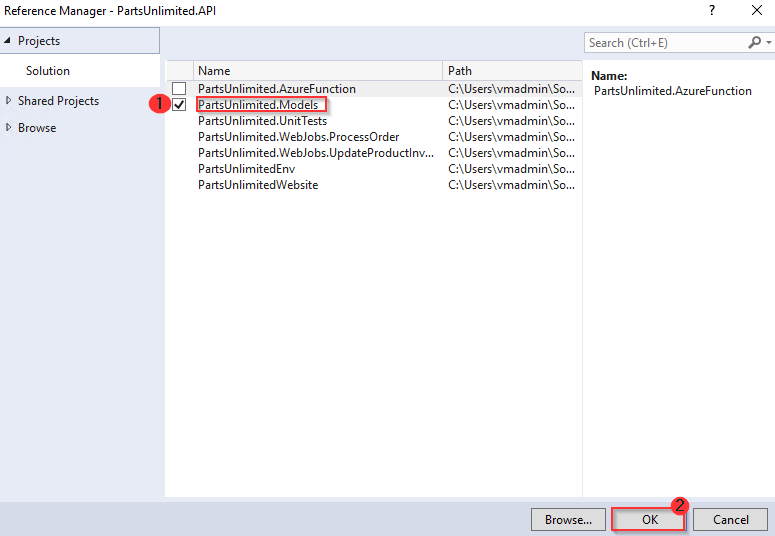 Reference Manager - PartsUnlimited.API
? 
Projects
Search (Ctrl+E)
Solution
Name Path
Name:
PartsUnlimited.AzureFunction C:\Users\vmadmin\So...
PartsUnlimited.AzureFunction
Shared Projects
1 PartsUnlimited.Models C:\Users\vmadmin\So...
PartsUnlimited.UnitTests C:\Users\vmadmin\So...
Browse
PartsUnlimited.WebJobs.ProcessOrder C:\Users\vmadmin\So...
PartsUnlimited.WebJobs.UpdateProductInv... C:\Users\vmadmin\So...
PartsUnlimitedEnv C:\Users\vmadmin\So...
PartsUnlimitedWebsite C:\Users\vmadmin\So...
2
Browse... OK Cancel